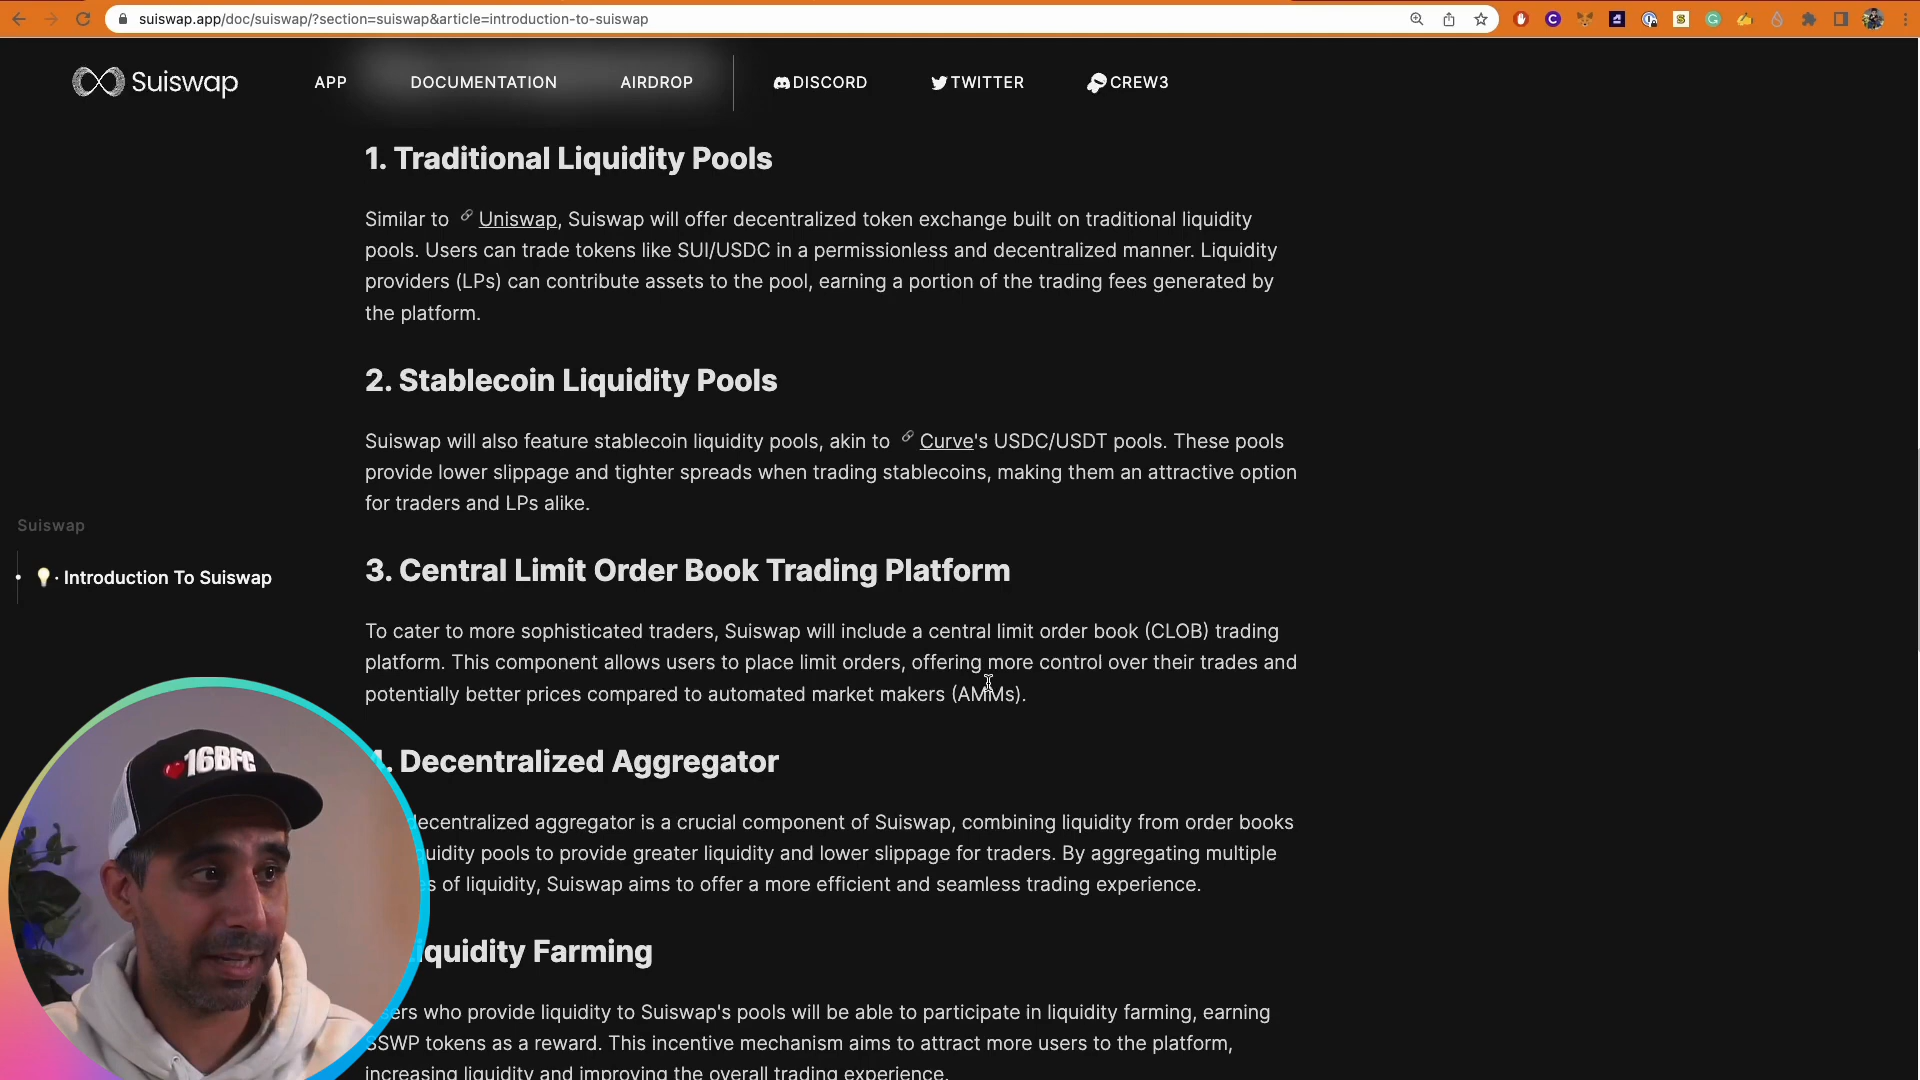 suiswap.app/doc/suiswap/?section=suiswap&article=introduction-to-suiswap
Suiswap
APP
DOCUMENTATION
AIRDROP
DISCORD
TWITTER
CREW3
1. Traditional Liquidity Pools
Similar to Uniswap, Suiswap will offer decentralized token exchange built on traditional liquidity
pools. Users can trade tokens like SUI/USDC in a permissionless and decentralized manner. Liquidity
providers (LPs) can contribute assets to the pool, earning a portion of the trading fees generated by
the platform.
2. Stablecoin Liquidity Pools
Suiswap will also feature stablecoin liquidity pools, akin to Curve's USDC/USDT pools. These pools
provide lower slippage and tighter spreads when trading stablecoins, making them an attractive option
for traders and LPs alike.
Suiswap
· Introduction To Suiswap
3. Central Limit Order Book Trading Platform
To cater to more sophisticated traders, Suiswap will include a central limit order book (CLOB) trading
platform. This component allows users to place limit orders, offering more control over their trades and
potentially better prices compared to automated market makers (AMMs).
. Decentralized Aggregator
decentralized aggregator is a crucial component of Suiswap, combining liquidity from order books
quidity pools to provide greater liquidity and lower slippage for traders. By aggregating multiple
s of liquidity, Suiswap aims to offer a more efficient and seamless trading experience.
iquidity Farming
ers who provide liquidity to Suiswap's pools will be able to participate in liquidity farming, earning
SSWP tokens as a reward. This incentive mechanism aims to attract more users to the platform,
increasing liquidity and improving the overall trading experience.
16BFC